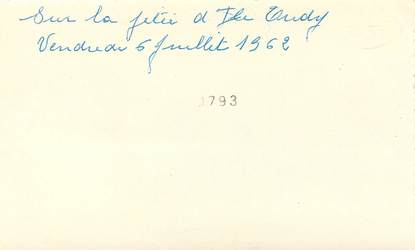 Sur la jetée d Ile Tudy
Vendredi 6 Juillet 1962
1793